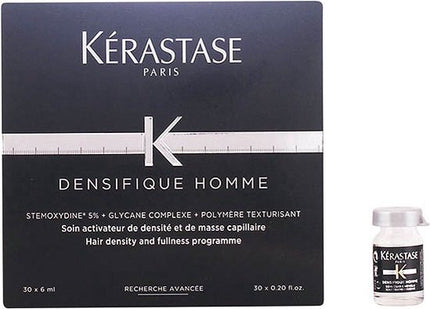 KÉRASTASE
PARIS
K
DENSIFIQUE HOMME
STEMOXYDINE® 5% + GLYCANE COMPLEXE + POLYMÈRE TEXTURISANT
Soin activateur de densité et de masse capillaire
Hair density and fullness programme
30 x 6 ml
RECHERCHE AVANCÉE
30 x 0.20 fl.oz.
KÉRASTASE
K
DENSIFIQUE HOMME